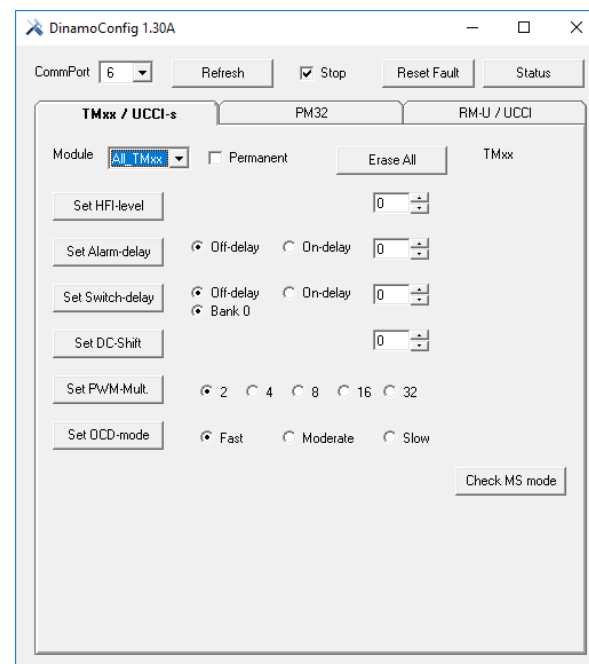 DinamoConfig 1.30A
CommPort 6 Refresh Stop Reset Fault Status
TMxx / UCCI-s PM32 RM-U / UCCI
Module All_TMxx Permanent Erase All TMxx
Set HFI-level 0
Set Alarm-delay Off-delay On-delay 0
Set Switch-delay Off-delay On-delay 0
Bank 0
Set DC-Shift 0
Set PWM-Mult. 2 4 8 16 32
Set OCD-mode Fast Moderate Slow
Check MS mode